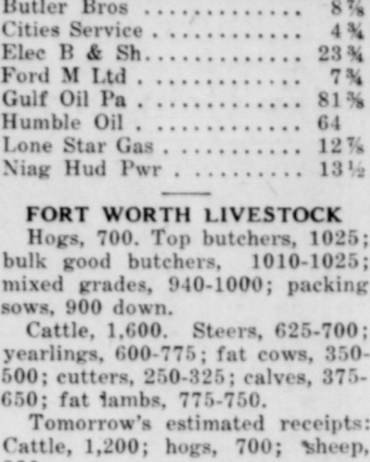 Butler Bros ............. 8⅞
Cities Service ............ 4¾
Elec B & Sh............. 23¾
Ford M Ltd ............. 7¾
Gulf Oil Pa ............. 81⅜
Humble Oil ............. 64
Lone Star Gas ........... 12⅞
Niag Hud Pwr .......... 13½
FORT WORTH LIVESTOCK
Hogs, 700. Top butchers, 1025;
bulk good butchers, 1010-1025;
mixed grades, 940-1000; packing
sows, 900 down.
Cattle, 1,600. Steers, 625-700;
yearlings, 600-775; fat cows, 350-
500; cutters, 250-325; calves, 375-
650; fat lambs, 775-750.
Tomorrow's estimated receipts:
Cattle, 1,200; hogs, 700; sheep,